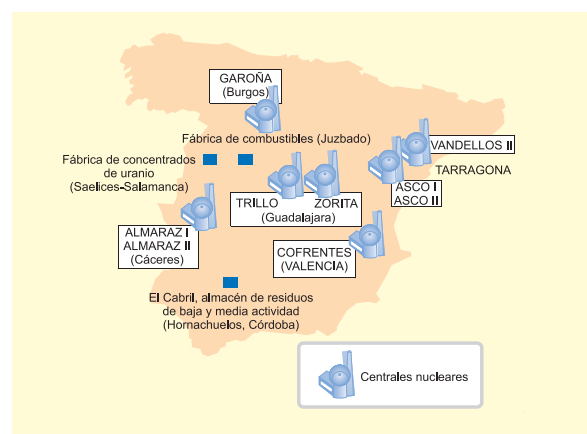 GAROÑA
(Burgos)
Fábrica de combustibles (Juzbado)
Fábrica de concentrados
de uranio
(Saelices-Salamanca)
VANDELLOS II
TARRAGONA
ASCO I
ASCO II
TRILLO ZORITA
(Guadalajara)
ALMARAZ I
ALMARAZ II
(Cáceres)
COFRENTES
(VALENCIA)
El Cabril, almacén de residuos
de baja y media actividad
(Hornachuelos, Córdoba)
Centrales nucleares